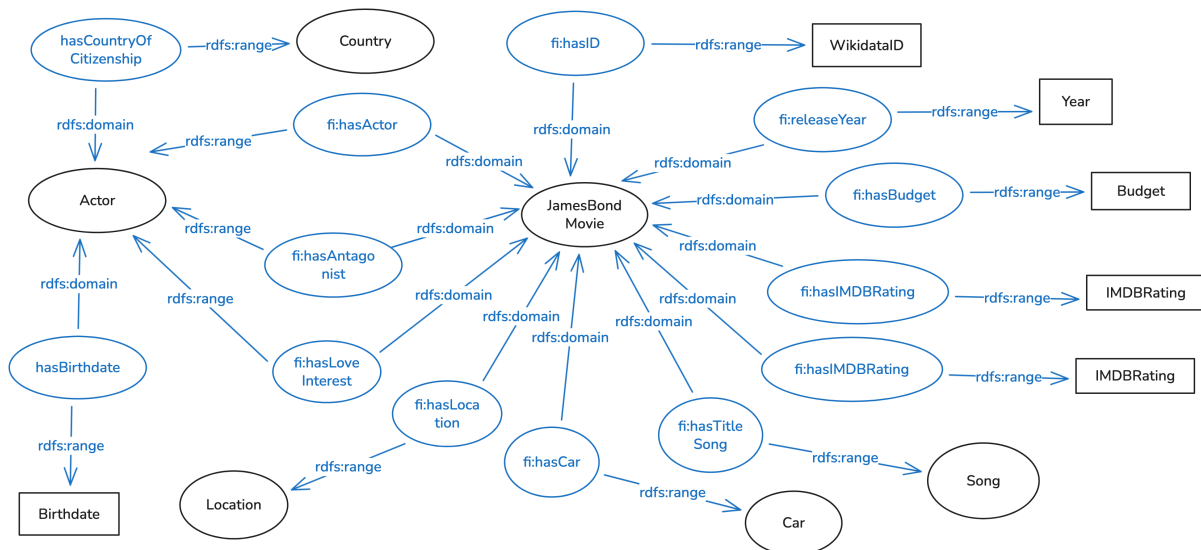 hasCountryOf
Citizenship
rdfs:range
Country
fi:hasID
rdfs:range
WikidataID
rdfs:domain
fi:hasActor
rdfs:range
rdfs:domain
rdfs:domain
fi:releaseYear
rdfs:range
Year
rdfs:domain
Actor
JamesBond
Movie
rdfs:domain
fi:hasBudget
rdfs:range
Budget
rdfs:range
fi:hasAntago
nist
rdfs:domain
rdfs:domain
fi:hasIMDBRating
rdfs:range
IMDBRating
rdfs:domain
hasBirthdate
rdfs:range
Birthdate
rdfs:range
fi:hasLove
Interest
rdfs:domain
rdfs:domain
fi:hasLoca
tion
rdfs:range
Location
rdfs:domain
fi:hasCar
rdfs:range
Car
rdfs:domain
fi:hasTitle
Song
rdfs:range
Song
rdfs:domain
fi:hasIMDBRating
rdfs:range
IMDBRating